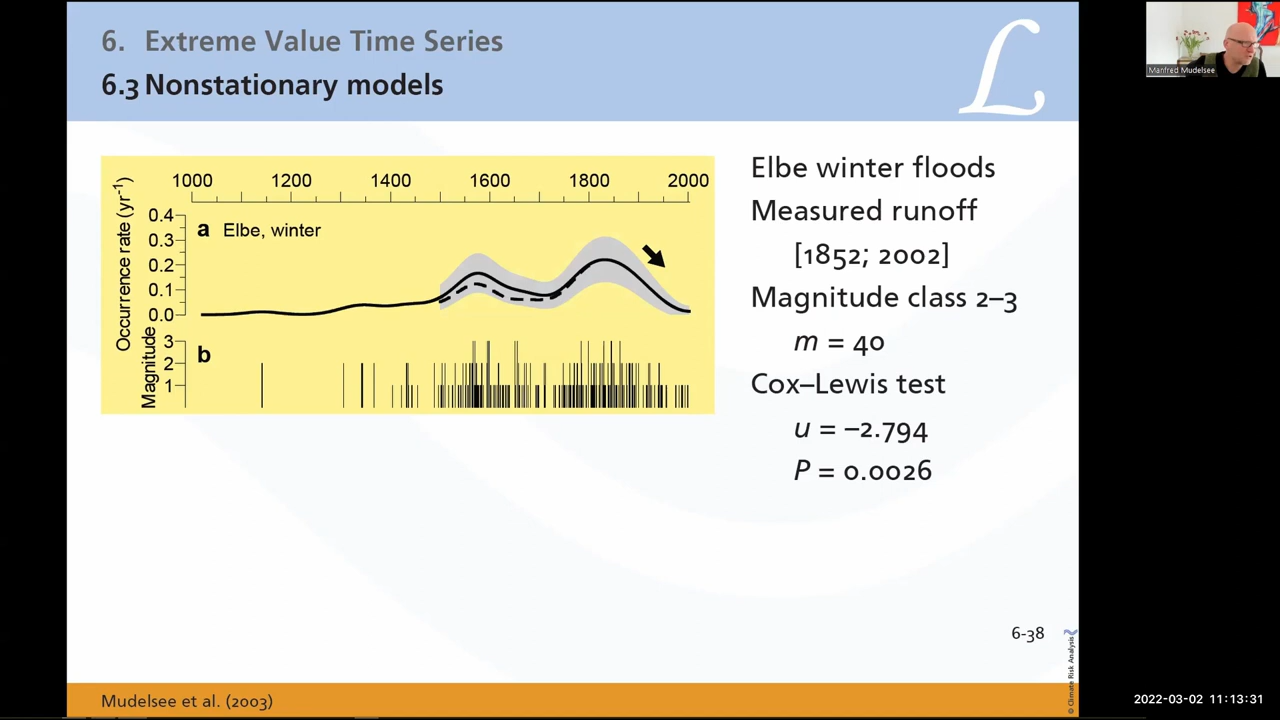 6. Extreme Value Time Series
6.3 Nonstationary models
L
Manfred Mudelsee
1000 1200 1400 1600 1800 2000
Occurrence rate (yr-1)
0.4
0.3
0.2
0.1
0.0
a Elbe, winter
Magnitude
3
2
1
b
Elbe winter floods
Measured runoff
[1852; 2002]
Magnitude class 2–3
m = 40
Cox–Lewis test
u = –2.794
P = 0.0026
6-38
© Climate Risk Analysis
Mudelsee et al. (2003)
2022-03-02 11:13:31